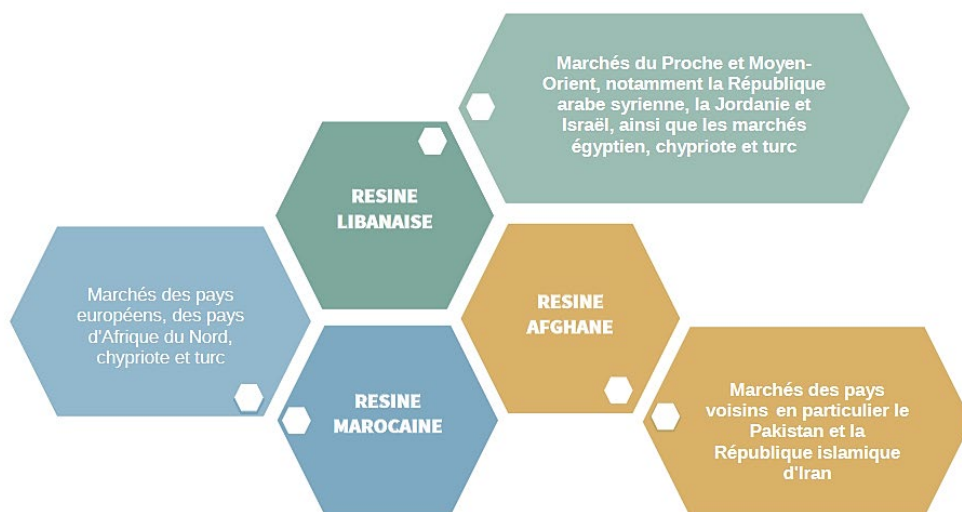 Marchés du Proche et Moyen-
Orient, notamment la République
arabe syrienne, la Jordanie et
Israël, ainsi que les marchés
égyptien, chypriote et turc
RESINE
LIBANAISE
Marchés des pays
européens, des pays
d'Afrique du Nord,
chypriote et turc
RESINE
AFGHANE
RESINE
MAROCAINE
Marchés des pays
voisins en particulier le
Pakistan et la
République islamique
d'Iran